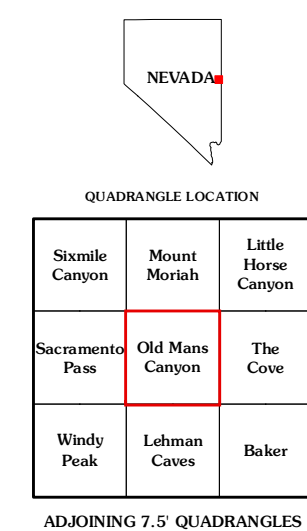 NEVADA
QUADRANGLE LOCATION
Sixmile
Canyon
Mount
Moriah
Little
Horse
Canyon
Sacramento
Pass
Old Mans
Canyon
The
Cove
Windy
Peak
Lehman
Caves
Baker
ADJOINING 7.5' QUADRANGLES